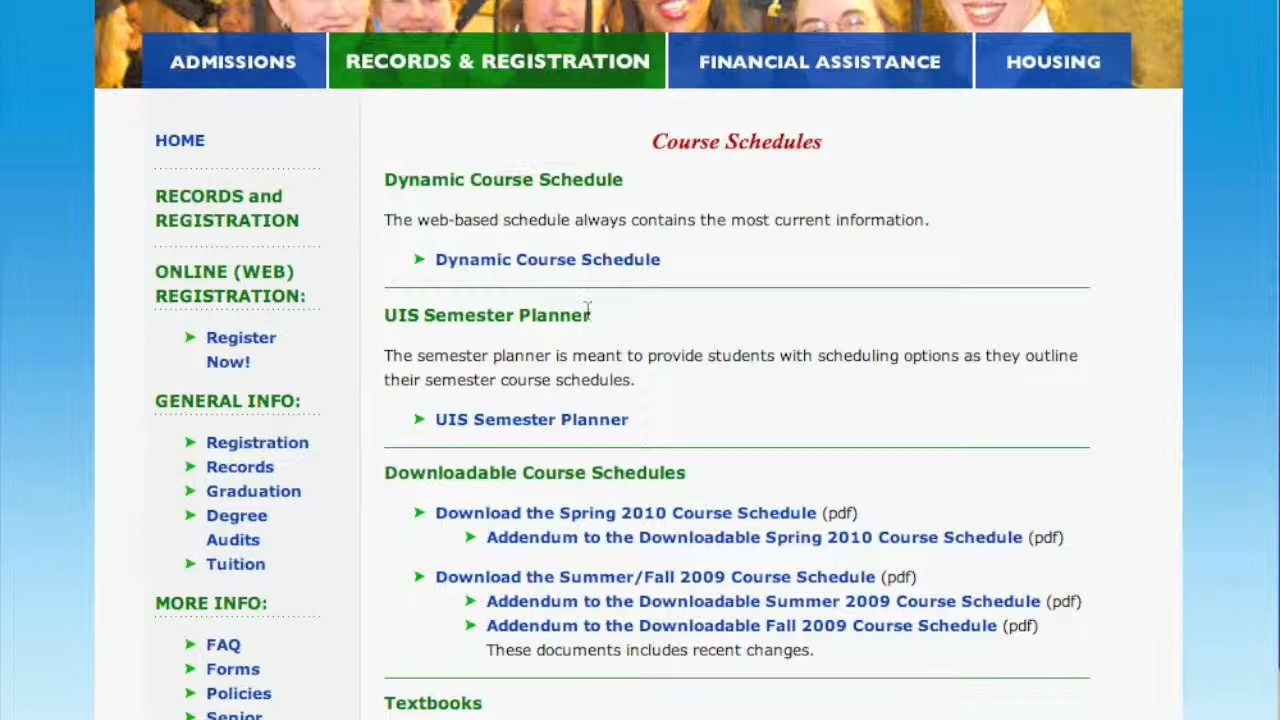 ADMISSIONS
RECORDS & REGISTRATION
FINANCIAL ASSISTANCE
HOUSING
HOME
RECORDS and
REGISTRATION
ONLINE (WEB)
REGISTRATION:
Register
Now!
GENERAL INFO:
Registration
Records
Graduation
Degree
Audits
Tuition
MORE INFO:
FAQ
Forms
Policies
Senior
Course Schedules
Dynamic Course Schedule
The web-based schedule always contains the most current information.
Dynamic Course Schedule
UIS Semester Planner
The semester planner is meant to provide students with scheduling options as they outline
their semester course schedules.
UIS Semester Planner
Downloadable Course Schedules
Download the Spring 2010 Course Schedule (pdf)
Addendum to the Downloadable Spring 2010 Course Schedule (pdf)
Download the Summer/Fall 2009 Course Schedule (pdf)
Addendum to the Downloadable Summer 2009 Course Schedule (pdf)
Addendum to the Downloadable Fall 2009 Course Schedule (pdf)
These documents includes recent changes.
Textbooks